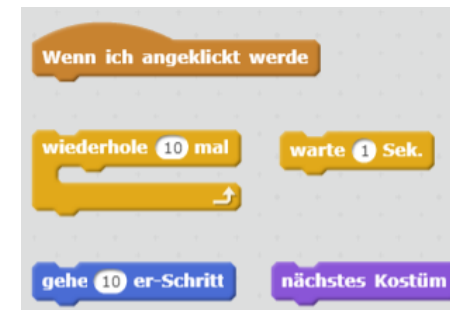 Wenn ich angeklickt werde
wiederhole 10 mal
warte 1 Sek.
gehe 10 er-Schritt
nächstes Kostüm